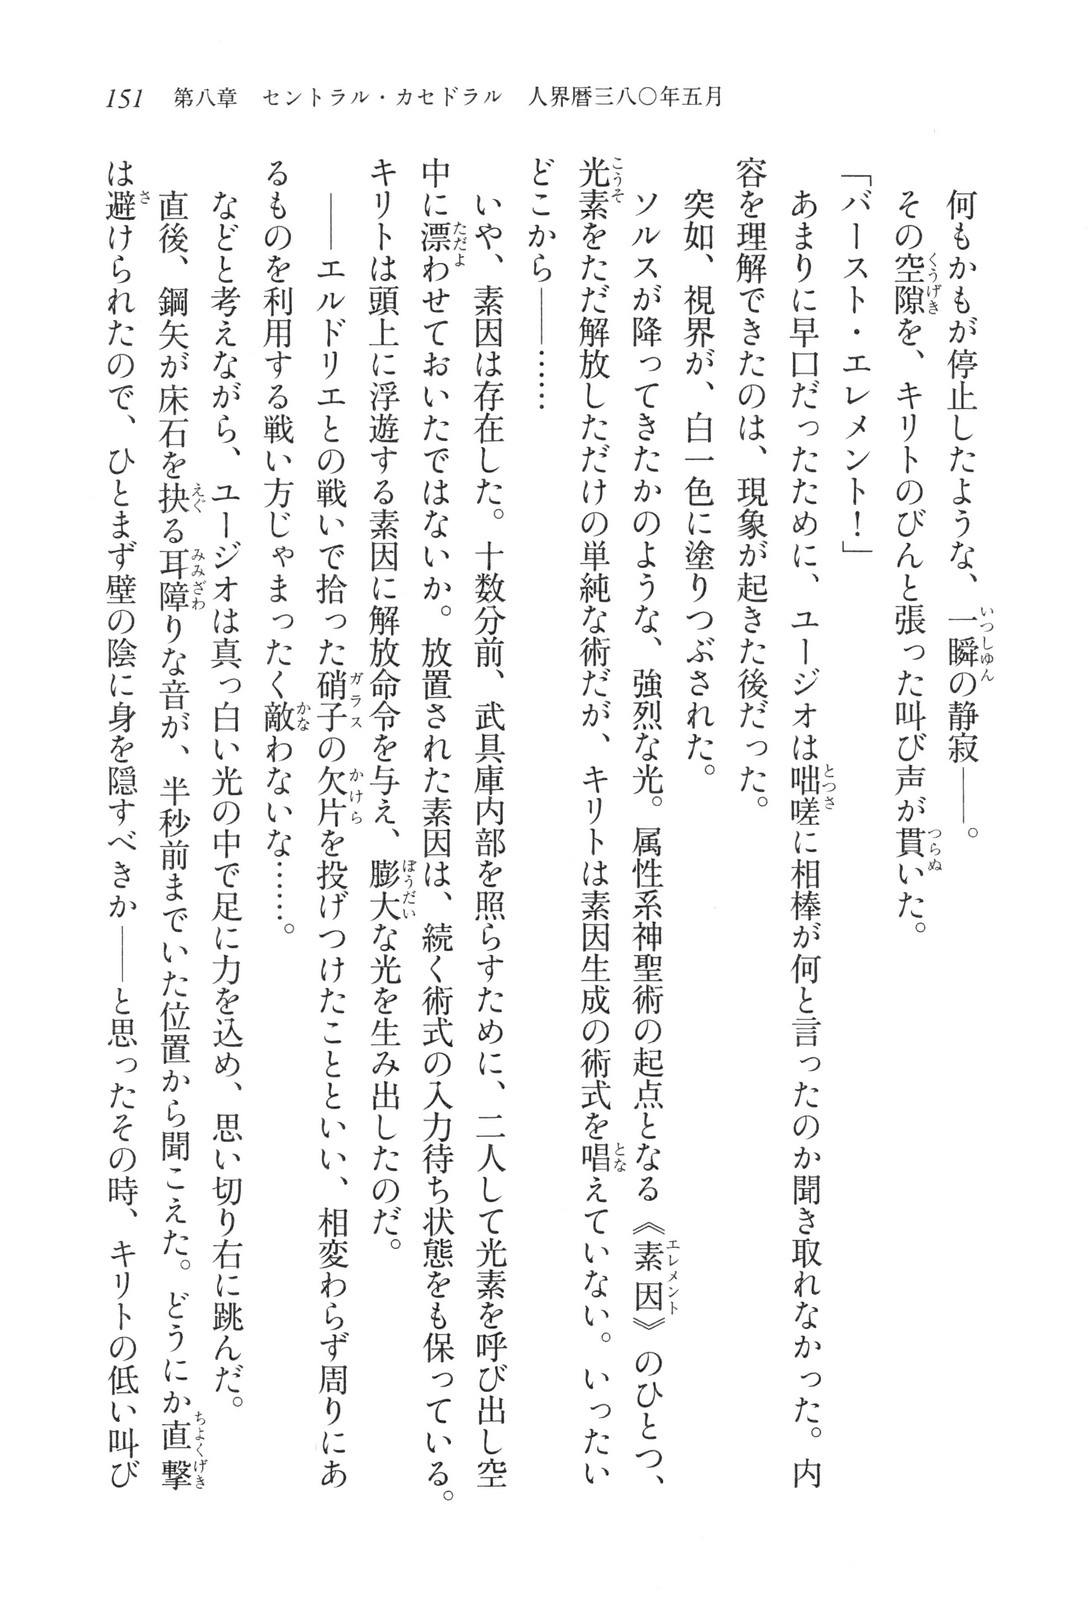 151　第八章　セントラル・カセドラル　人界暦三八〇年五月
何もかもが停止したような、一瞬の静寂――。
その空隙を、キリトのびんと張った叫び声が貫いた。
「バースト・エレメント！」
あまりに早口だったために、ユージオは咄嗟に相棒が何と言ったのか聞き取れなかった。内
容を理解できたのは、現象が起きた後だった。
突如、視界が、白一色に塗りつぶされた。
ソルスが降ってきたかのような、強烈な光。属性系神聖術の起点となる《素因》のひとつ、
光素をただ解放しただけの単純な術だが、キリトは素因生成の術式を唱えていない。いったい
どこから――……
いや、素因は存在した。十数分前、武具庫内部を照らすために、二人して光素を呼び出し空
中に漂わせておいたではないか。放置された素因は、続く術式の入力待ち状態をも保っている。
キリトは頭上に浮遊する素因に解放命令を与え、膨大な光を生み出したのだ。
――エルドリエとの戦いで拾った硝子の欠片を投げつけたことといい、相変わらず周りにあ
るものを利用する戦い方じゃまったく敵わないな……。
などと考えながら、ユージオは真っ白い光の中で足に力を込め、思い切り右に跳んだ。
直後、鋼矢が床石を抉る耳障りな音が、半秒前までいた位置から聞こえた。どうにか直撃
は避けられたので、ひとまず壁の陰に身を隠すべきか――と思ったその時、キリトの低い叫び